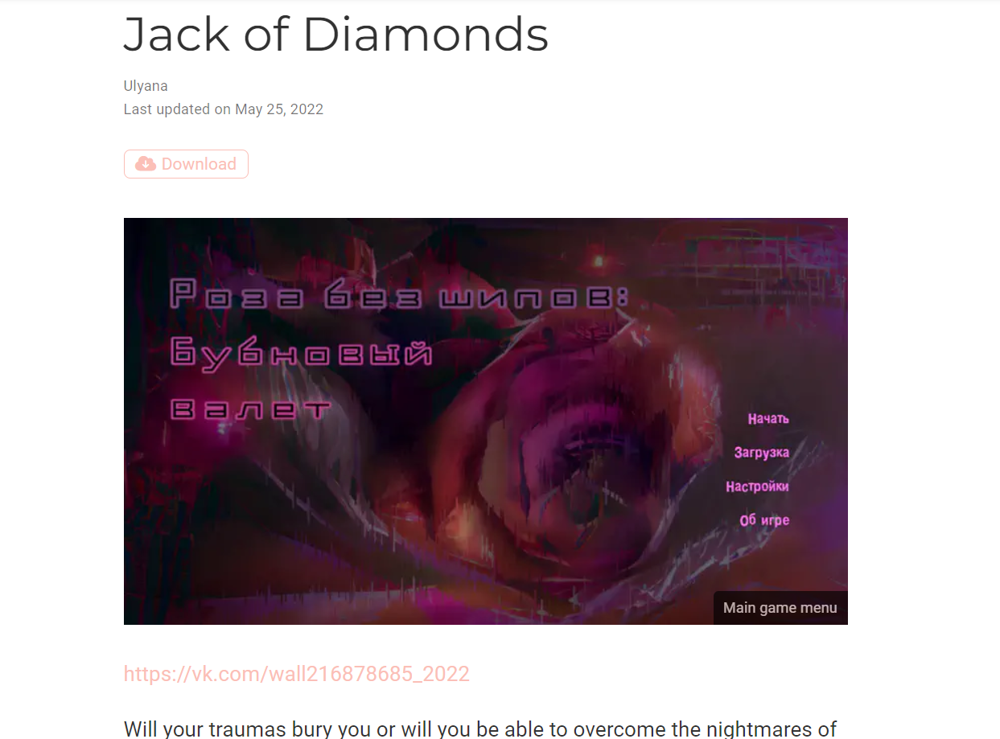 Jack of Diamonds
Ulyana
Last updated on May 25, 2022
Download
Роза без шипов:
Бубновый
валет
Начать
Загрузка
Настройки
Об игре
Main game menu
https://vk.com/wall216878685_2022
Will your traumas bury you or will you be able to overcome the nightmares of